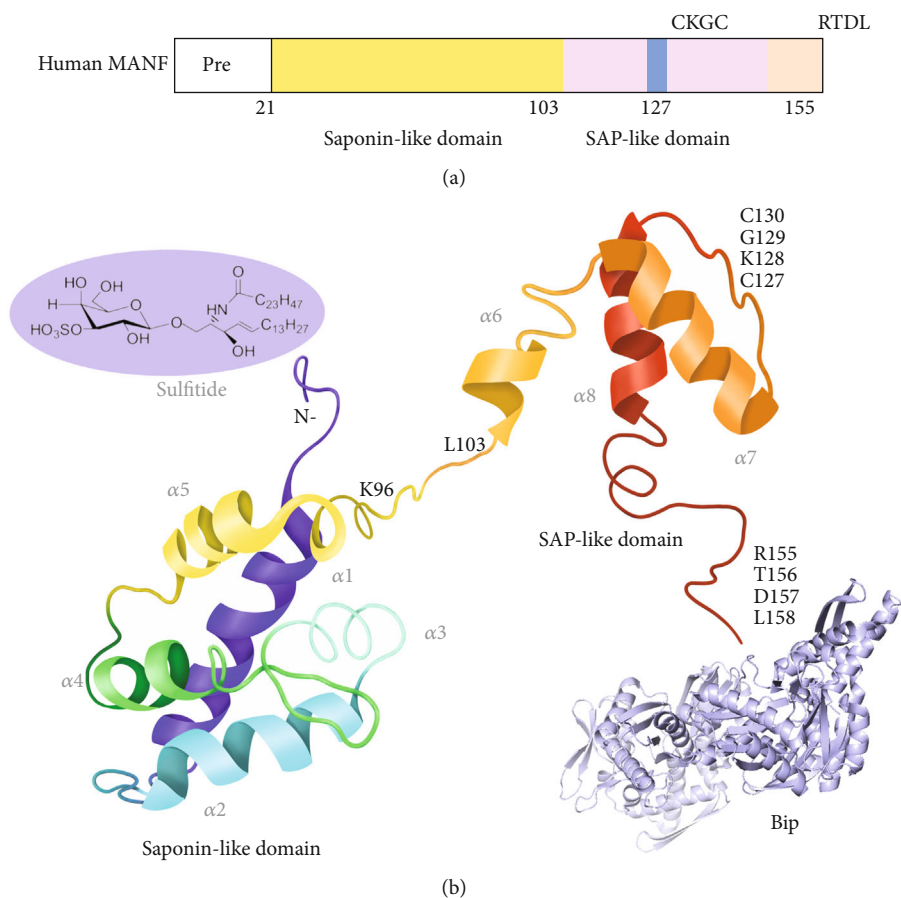 CKGC RTDL
Human MANF Pre
21 103 127 155
Saponin-like domain SAP-like domain
(a)
C130
G129
K128
C127
O
OH OH
HN C23H47
O
HO3SO O C13H27
OH
OH
H
Sulfitide
N-
α6
α8
α7
L103
K96
α5
α1
SAP-like domain
α3
R155
T156
D157
L158
α4
α2
Bip
Saponin-like domain
(b)